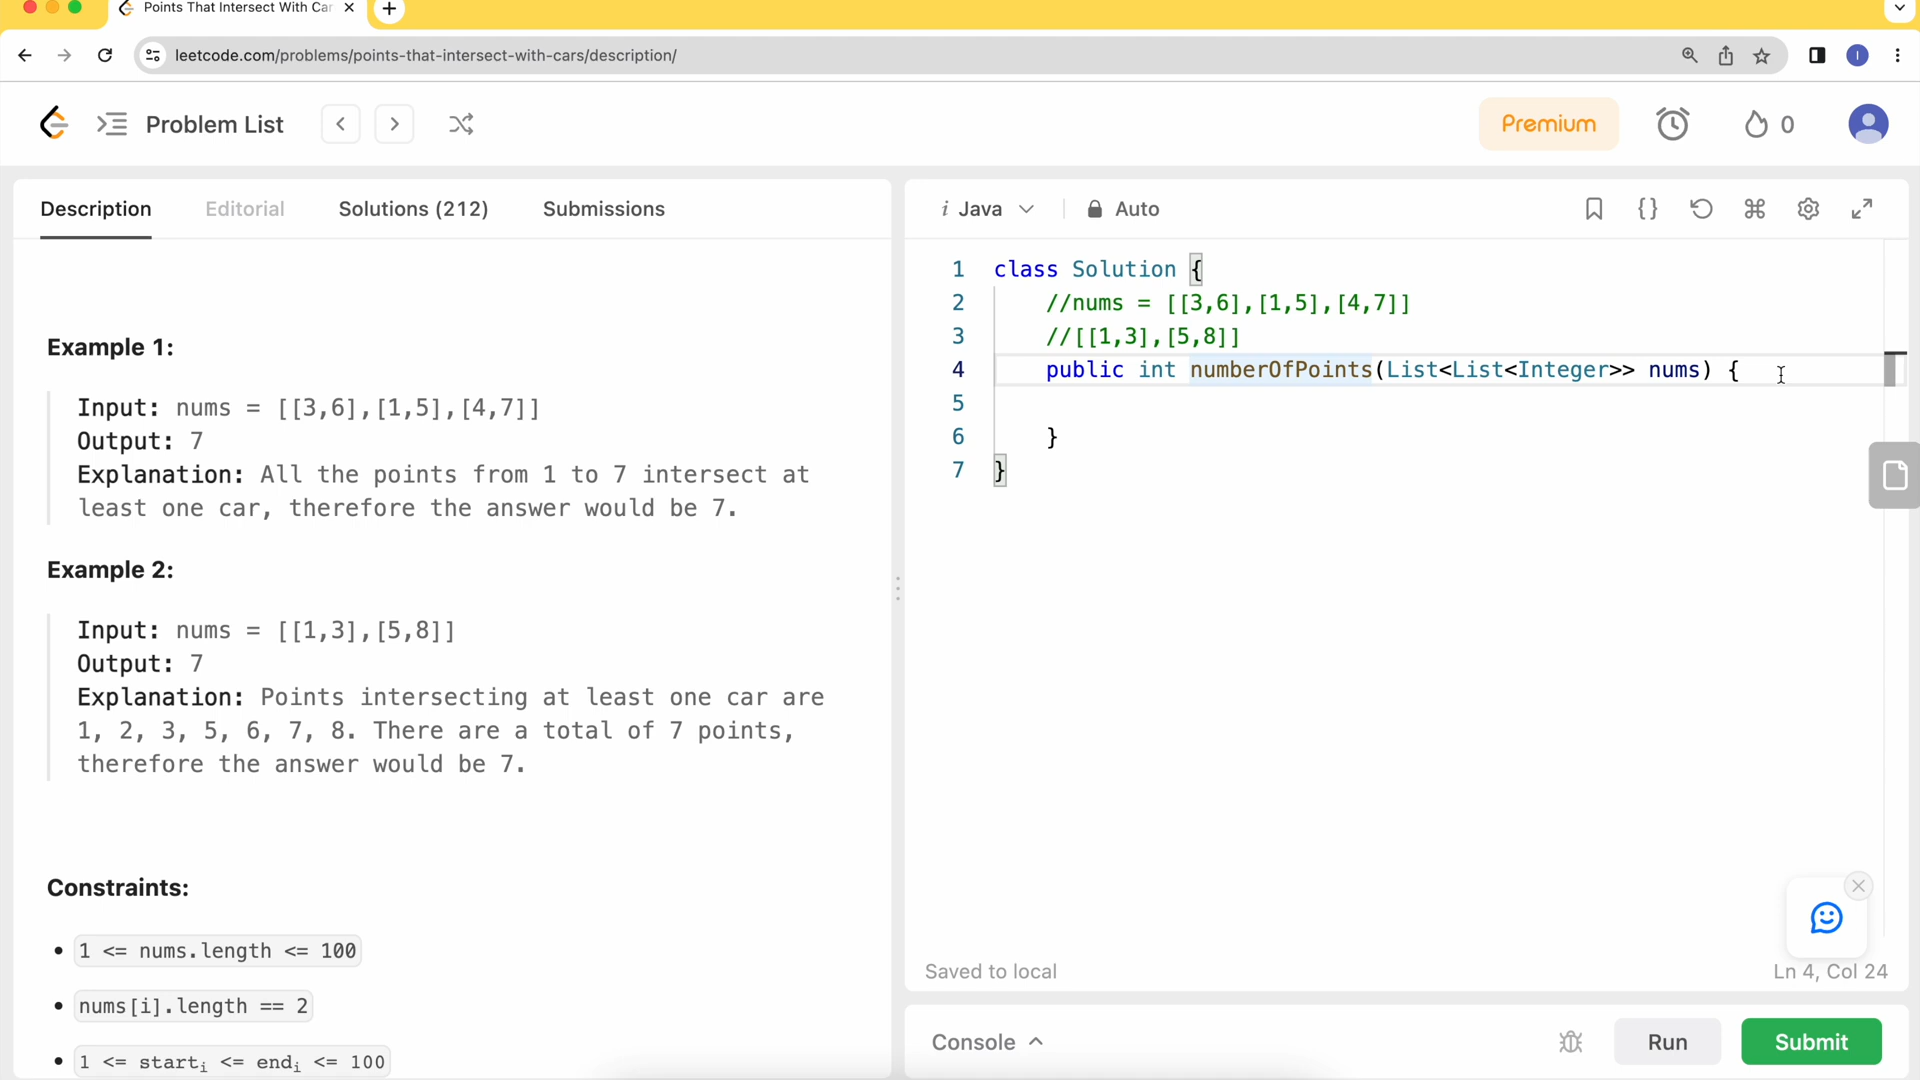 Points That Intersect With Car
leetcode.com/problems/points-that-intersect-with-cars/description/
I
Problem List
Premium
0
Description
Editorial
Solutions (212)
Submissions
Example 1:
Input: nums = [[3,6],[1,5],[4,7]]
Output: 7
Explanation: All the points from 1 to 7 intersect at
least one car, therefore the answer would be 7.
Example 2:
Input: nums = [[1,3],[5,8]]
Output: 7
Explanation: Points intersecting at least one car are
1, 2, 3, 5, 6, 7, 8. There are a total of 7 points,
therefore the answer would be 7.
Constraints:
• 1 <= nums.length <= 100
• nums[i].length == 2
• 1 <= startᵢ <= endᵢ <= 100
i Java
Auto
1 class Solution {
2 //nums = [[3,6],[1,5],[4,7]]
3 //[[1,3],[5,8]]
4 public int numberOfPoints(List<List<Integer>> nums) {
5
6 }
7 }
Saved to local
Ln 4, Col 24
Console
Run
Submit